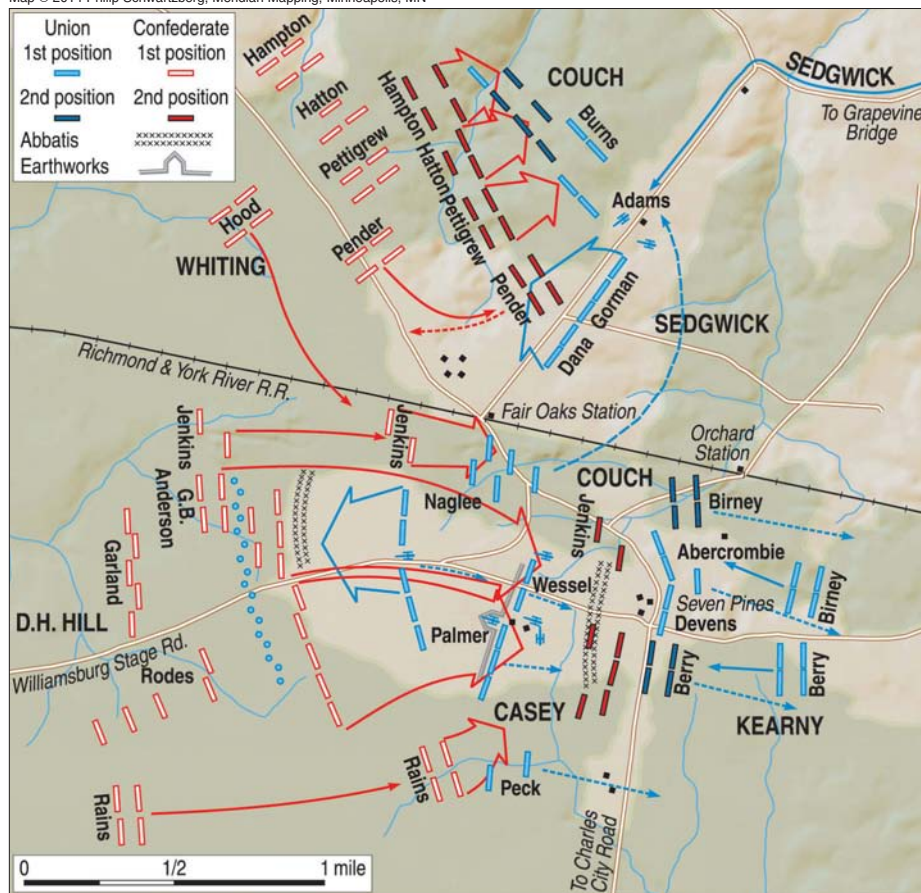 Map © 2011 Philip Schwartzberg, Meridian Mapping, Minneapolis, MN
Union
Confederate
1st position
1st position
2nd position
2nd position
Abbatis
Earthworks
Hampton
Hatton
Pettigrew
Pender
Hood
WHITING
Hampton
Hatton
Pettigrew
Pender
COUCH
Burns
SEDGWICK
To Grapevine
Bridge
Adams
SEDGWICK
Gorman
Dana
Richmond & York River R.R.
Fair Oaks Station
Orchard
Station
Jenkins
Jenkins
G.B.
Anderson
Garland
D.H. HILL
Williamsburg Stage Rd.
Rodes
Rains
Rains
Naglee
COUCH
Jenkins
Birney
Abercrombie
Birney
Wessel
Palmer
Seven Pines
Devens
Berry
Berry
CASEY
KEARNY
Peck
To Charles
City Road
0
1/2
1 mile